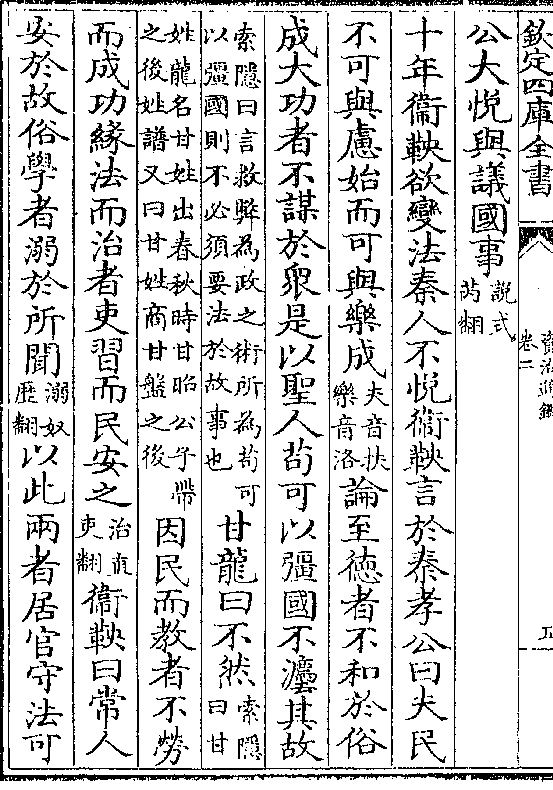 欽定四庫全書
資治通鑑
卷二
公大悅與議國事說式芮翻
十年衞鞅欲變法秦人不悅衞鞅言於秦孝公曰夫民
不可與慮始而可與樂成夫音扶樂音洛論至徳者不和於俗
成大功者不謀於衆是以聖人茍可以彊國不灋其故
索隱曰言救弊為政之術所為茍可以彊國則不必須要法於故事也甘龍曰不然索隱曰甘
姓龍名甘姓出春秋時甘昭公子帶之後姓譜又曰甘姓商甘盤之後因民而教者不勞
而成功緣法而治者吏習而民安之治直吏翻衞鞅曰常人
安於故俗學者溺於所聞溺奴歴翻以此兩者居官守法可